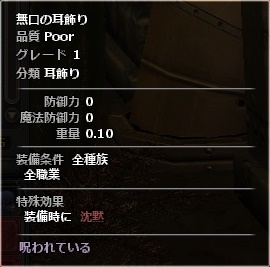 無口の耳飾り
品質 Poor
グレード 1
分類 耳飾り
防御力 0
魔法防御力 0
重量 0.10
装備条件 全種族
全職業
特殊効果
装備時に 沈黙
呪われている